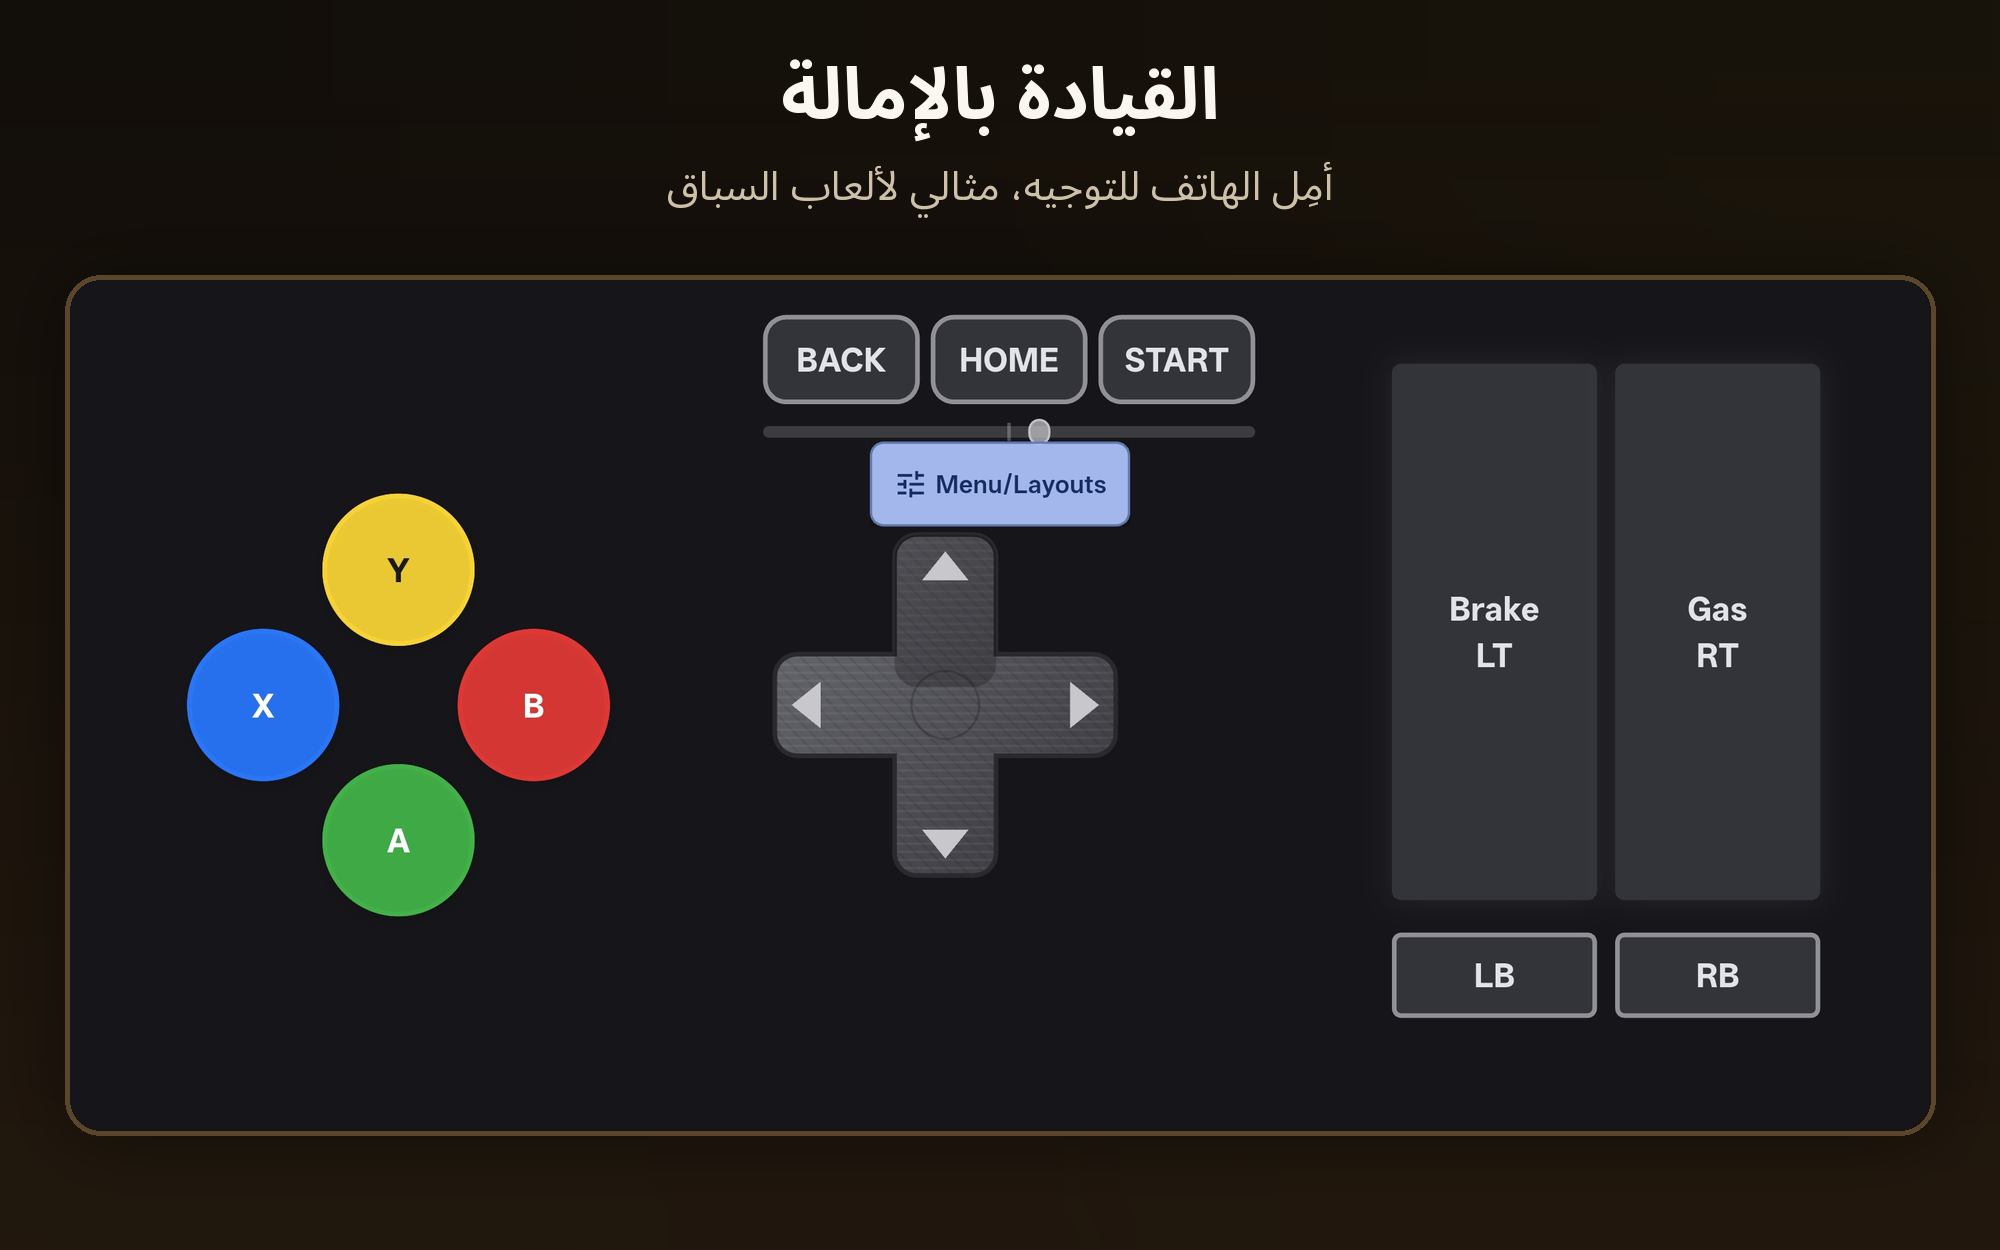 القيادة بالإمالة
أمِل الهاتف للتوجيه، مثالي لألعاب السباق
BACK
HOME
START
Menu/Layouts
Y
X
B
A
Brake
LT
Gas
RT
LB
RB